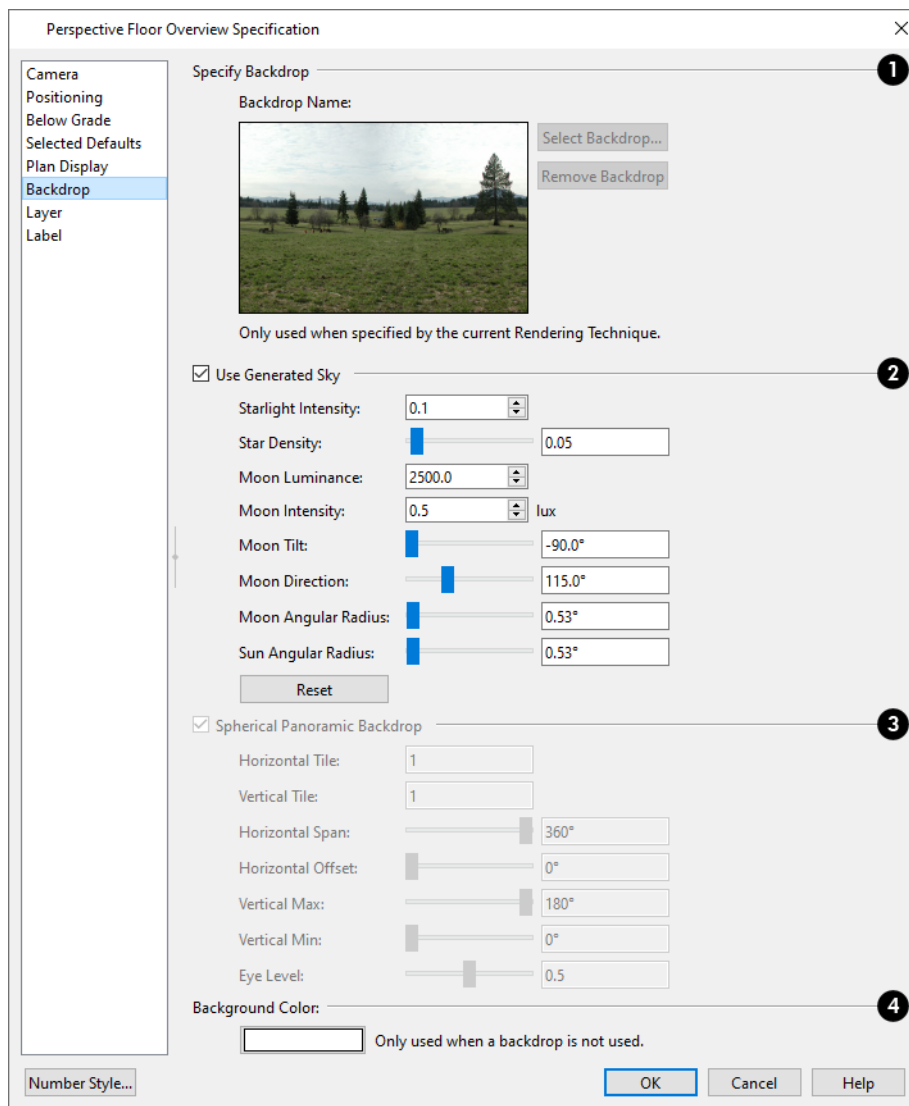 Perspective Floor Overview Specification
Camera
Positioning
Below Grade
Selected Defaults
Plan Display
Backdrop
Layer
Label
Specify Backdrop
1
Backdrop Name:
Select Backdrop...
Remove Backdrop
Only used when specified by the current Rendering Technique.
Use Generated Sky
2
Starlight Intensity: 0.1
Star Density: 0.05
Moon Luminance: 2500.0
Moon Intensity: 0.5 lux
Moon Tilt: -90.0°
Moon Direction: 115.0°
Moon Angular Radius: 0.53°
Sun Angular Radius: 0.53°
Reset
Spherical Panoramic Backdrop
3
Horizontal Tile: 1
Vertical Tile: 1
Horizontal Span: 360°
Horizontal Offset: 0°
Vertical Max: 180°
Vertical Min: 0°
Eye Level: 0.5
Background Color:
4
Only used when a backdrop is not used.
Number Style... OK Cancel Help